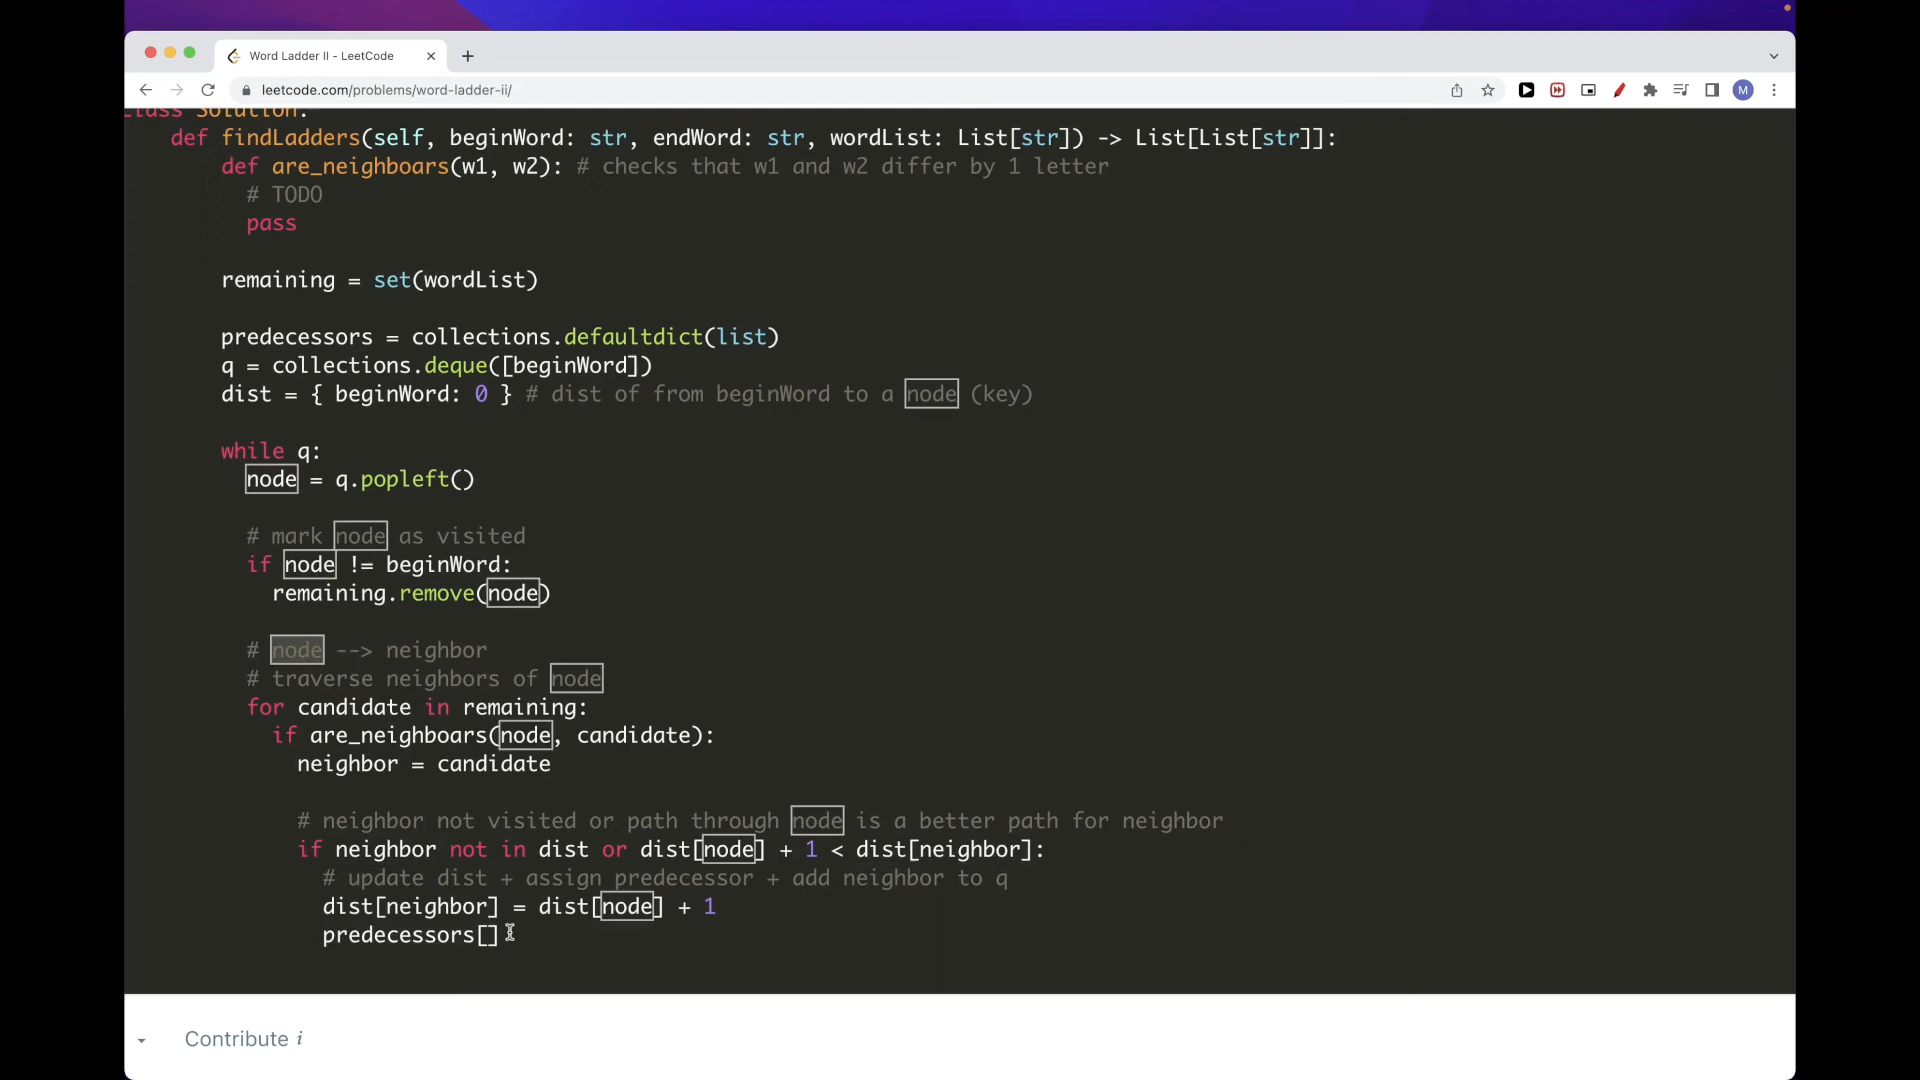 Word Ladder II - LeetCode
leetcode.com/problems/word-ladder-ii/
M
class Solution:
def findLadders(self, beginWord: str, endWord: str, wordList: List[str]) -> List[List[str]]:
def are_neighboars(w1, w2): # checks that w1 and w2 differ by 1 letter
# TODO
pass
remaining = set(wordList)
predecessors = collections.defaultdict(list)
q = collections.deque([beginWord])
dist = { beginWord: 0 } # dist of from beginWord to a node (key)
while q:
node = q.popleft()
# mark node as visited
if node != beginWord:
remaining.remove(node)
# node --> neighbor
# traverse neighbors of node
for candidate in remaining:
if are_neighboars(node, candidate):
neighbor = candidate
# neighbor not visited or path through node is a better path for neighbor
if neighbor not in dist or dist[node] + 1 < dist[neighbor]:
# update dist + assign predecessor + add neighbor to q
dist[neighbor] = dist[node] + 1
predecessors[]
Contribute i